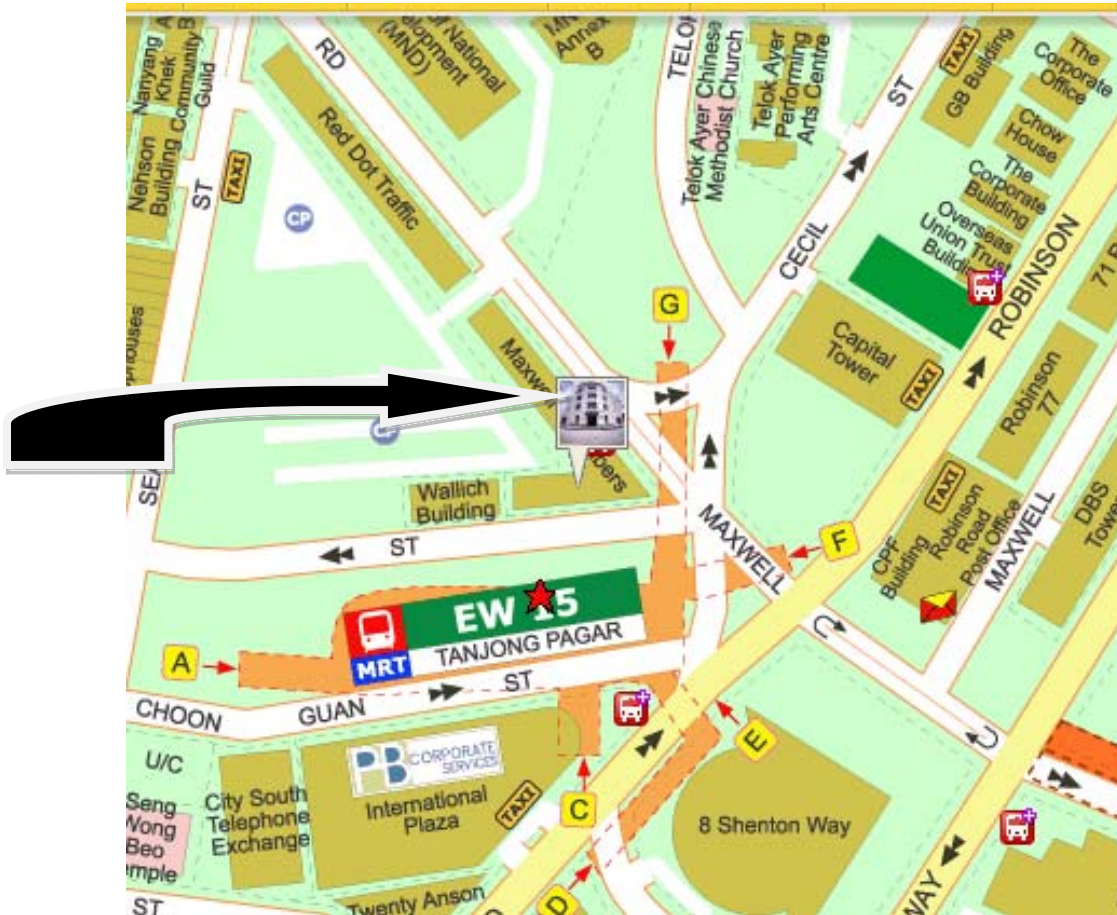 Nanyang
Khek
Community
Guild
Nehson
Building
ST
TAXI
RD
of National
(MND)
MN
Annex
B
Red Dot Traffic
CP
TELOK
Telok Ayer Chinese
Methodist Church
Telok Ayer
Performing
Arts Centre
ST
CECIL
TAXI
GB Building
The
Corporate
Office
Chow
House
The
Corporate
Building
Overseas
Union Trust
ROBINSON
71
G
Capital
Tower
TAXI
Robinson
77
CP
Wallich
Building
ST
MAXWELL
F
TAXI
CPF
Building
Robinson
Road
Post Office
MAXWELL
DBS
EW 15
MRT
TANJONG PAGAR
A
ST
CHOON
GUAN
E
U/C
Seng
Wong
Beo
City South
Telephone
Exchange
CORPORATE
SERVICES
International
Plaza
TAXI
C
8 Shenton Way
D
Twenty Anson
ST
WAY